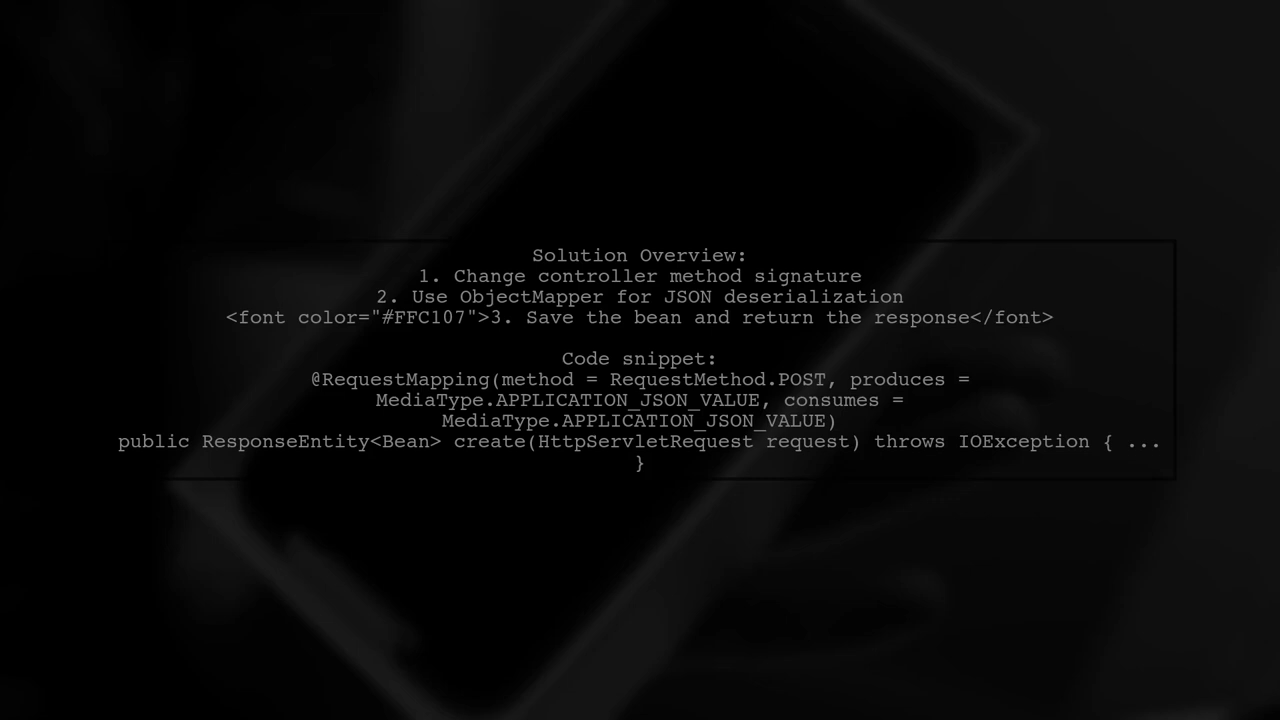 Solution Overview:
1. Change controller method signature
2. Use ObjectMapper for JSON deserialization
<font color="#FFC107">3. Save the bean and return the response</font>
Code snippet:
@RequestMapping(method = RequestMethod.POST, produces =
MediaType.APPLICATION_JSON_VALUE, consumes =
MediaType.APPLICATION_JSON_VALUE)
public ResponseEntity<Bean> create(HttpServletRequest request) throws IOException { ...
}